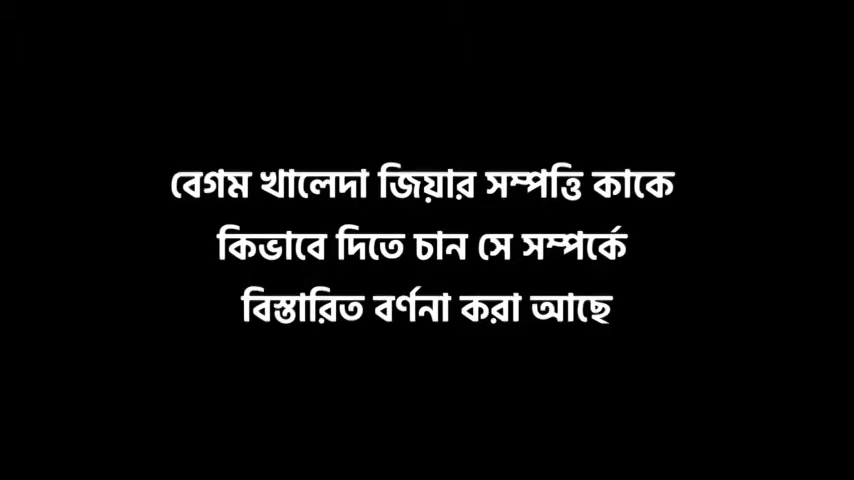 বেগম খালেদা জিয়ার সম্পত্তি কাকে
কিভাবে দিতে চান সে সম্পর্কে
বিস্তারিত বর্ণনা করা আছে